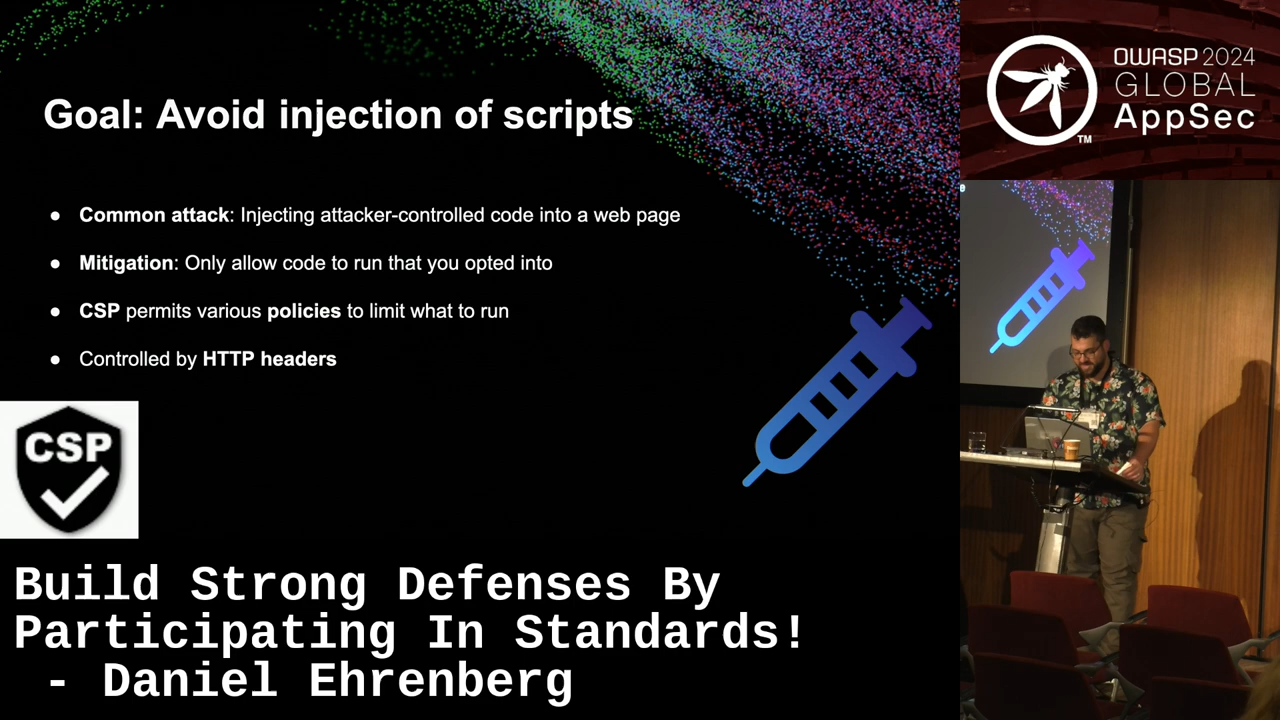 Goal: Avoid injection of scripts
● Common attack: Injecting attacker-controlled code into a web page
● Mitigation: Only allow code to run that you opted into
● CSP permits various policies to limit what to run
● Controlled by HTTP headers
CSP
Build Strong Defenses By
Participating In Standards!
- Daniel Ehrenberg
OWASP 2024
GLOBAL
AppSec
TM
e